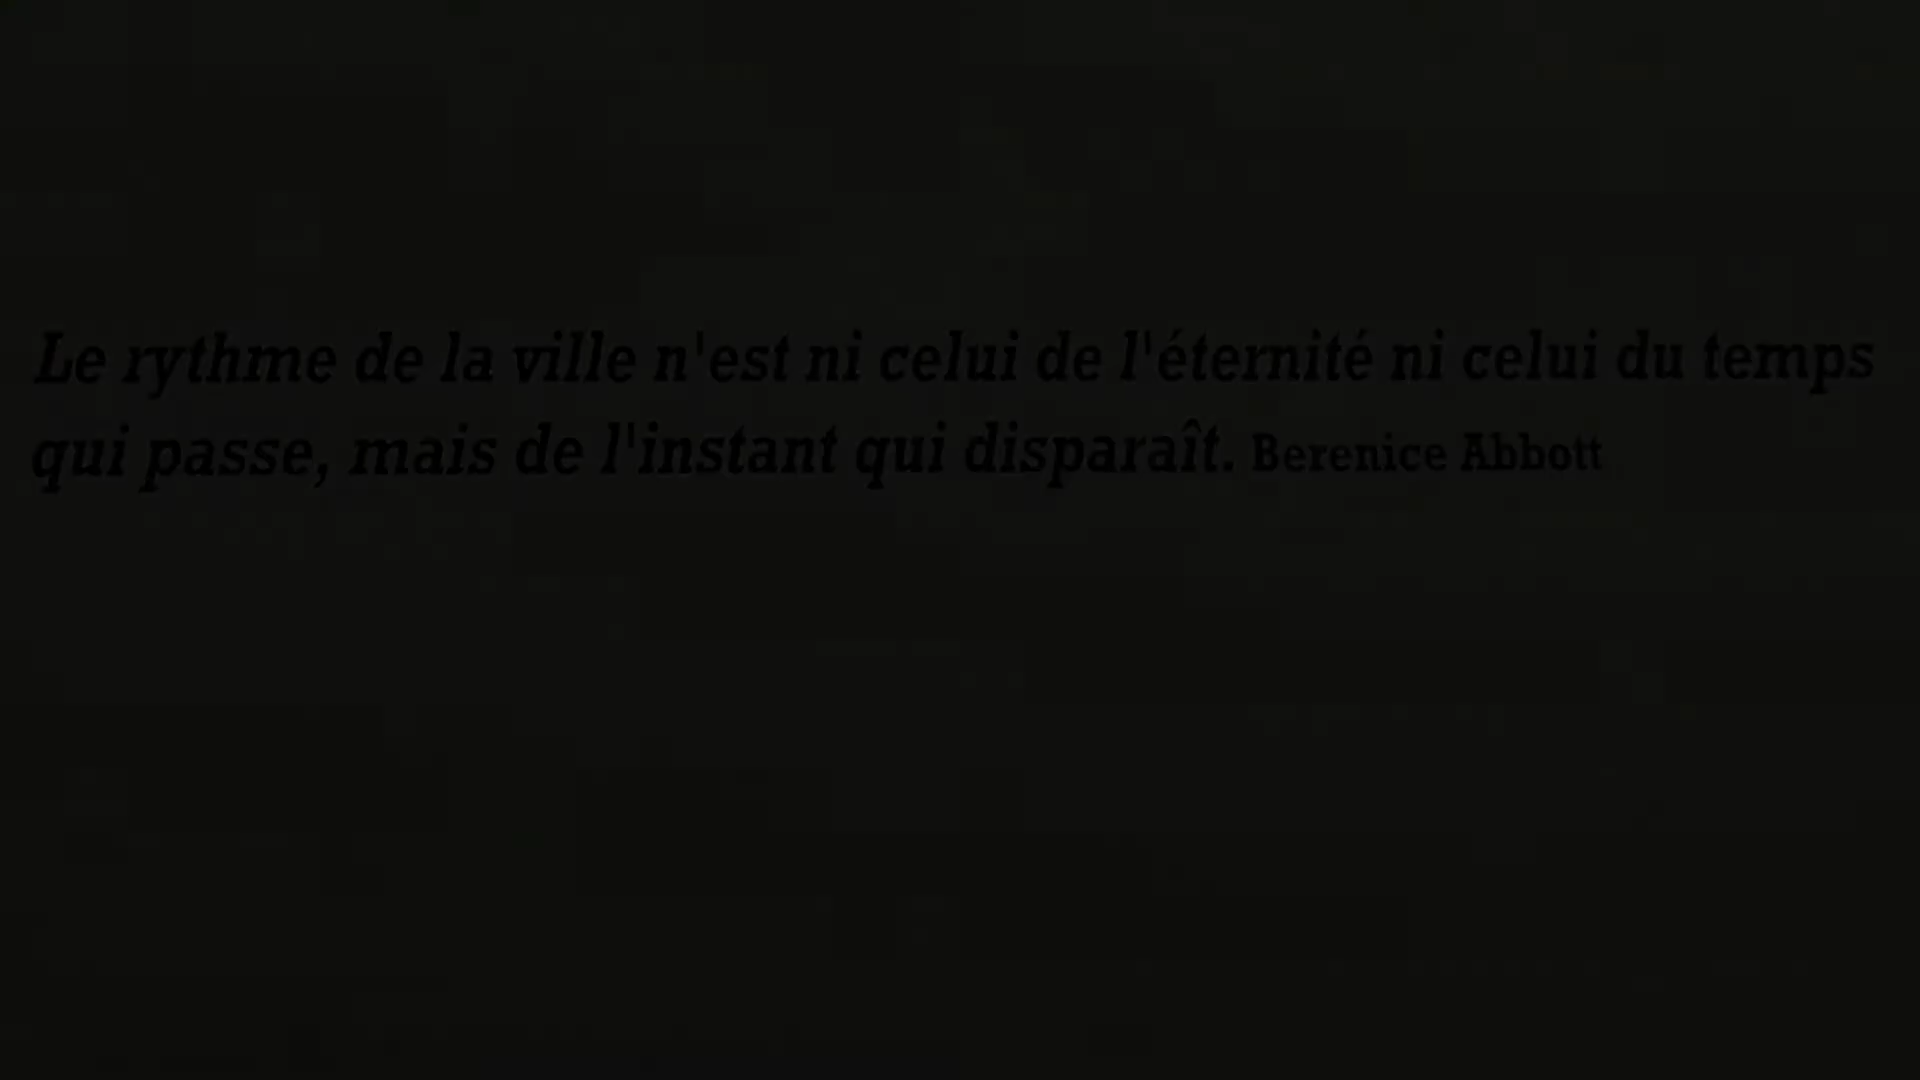 Le rythme de la ville n'est ni celui de l'éternité ni celui du temps
qui passe, mais de l'instant qui disparaît. Berenice Abbott